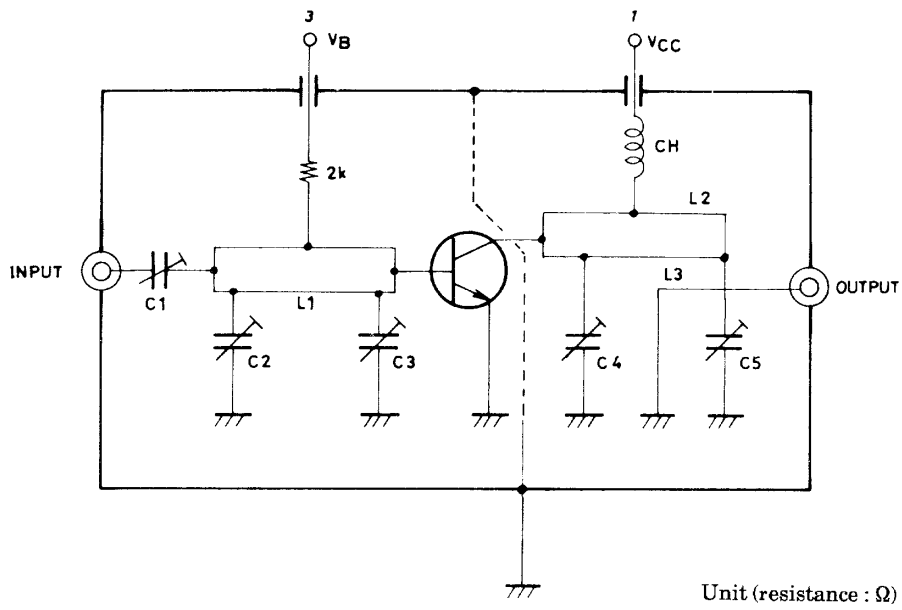 3
VB
1
VCC
2k
CH
L2
INPUT
C1
L1
L3
OUTPUT
C2
C3
C4
C5
Unit (resistance : Ω)